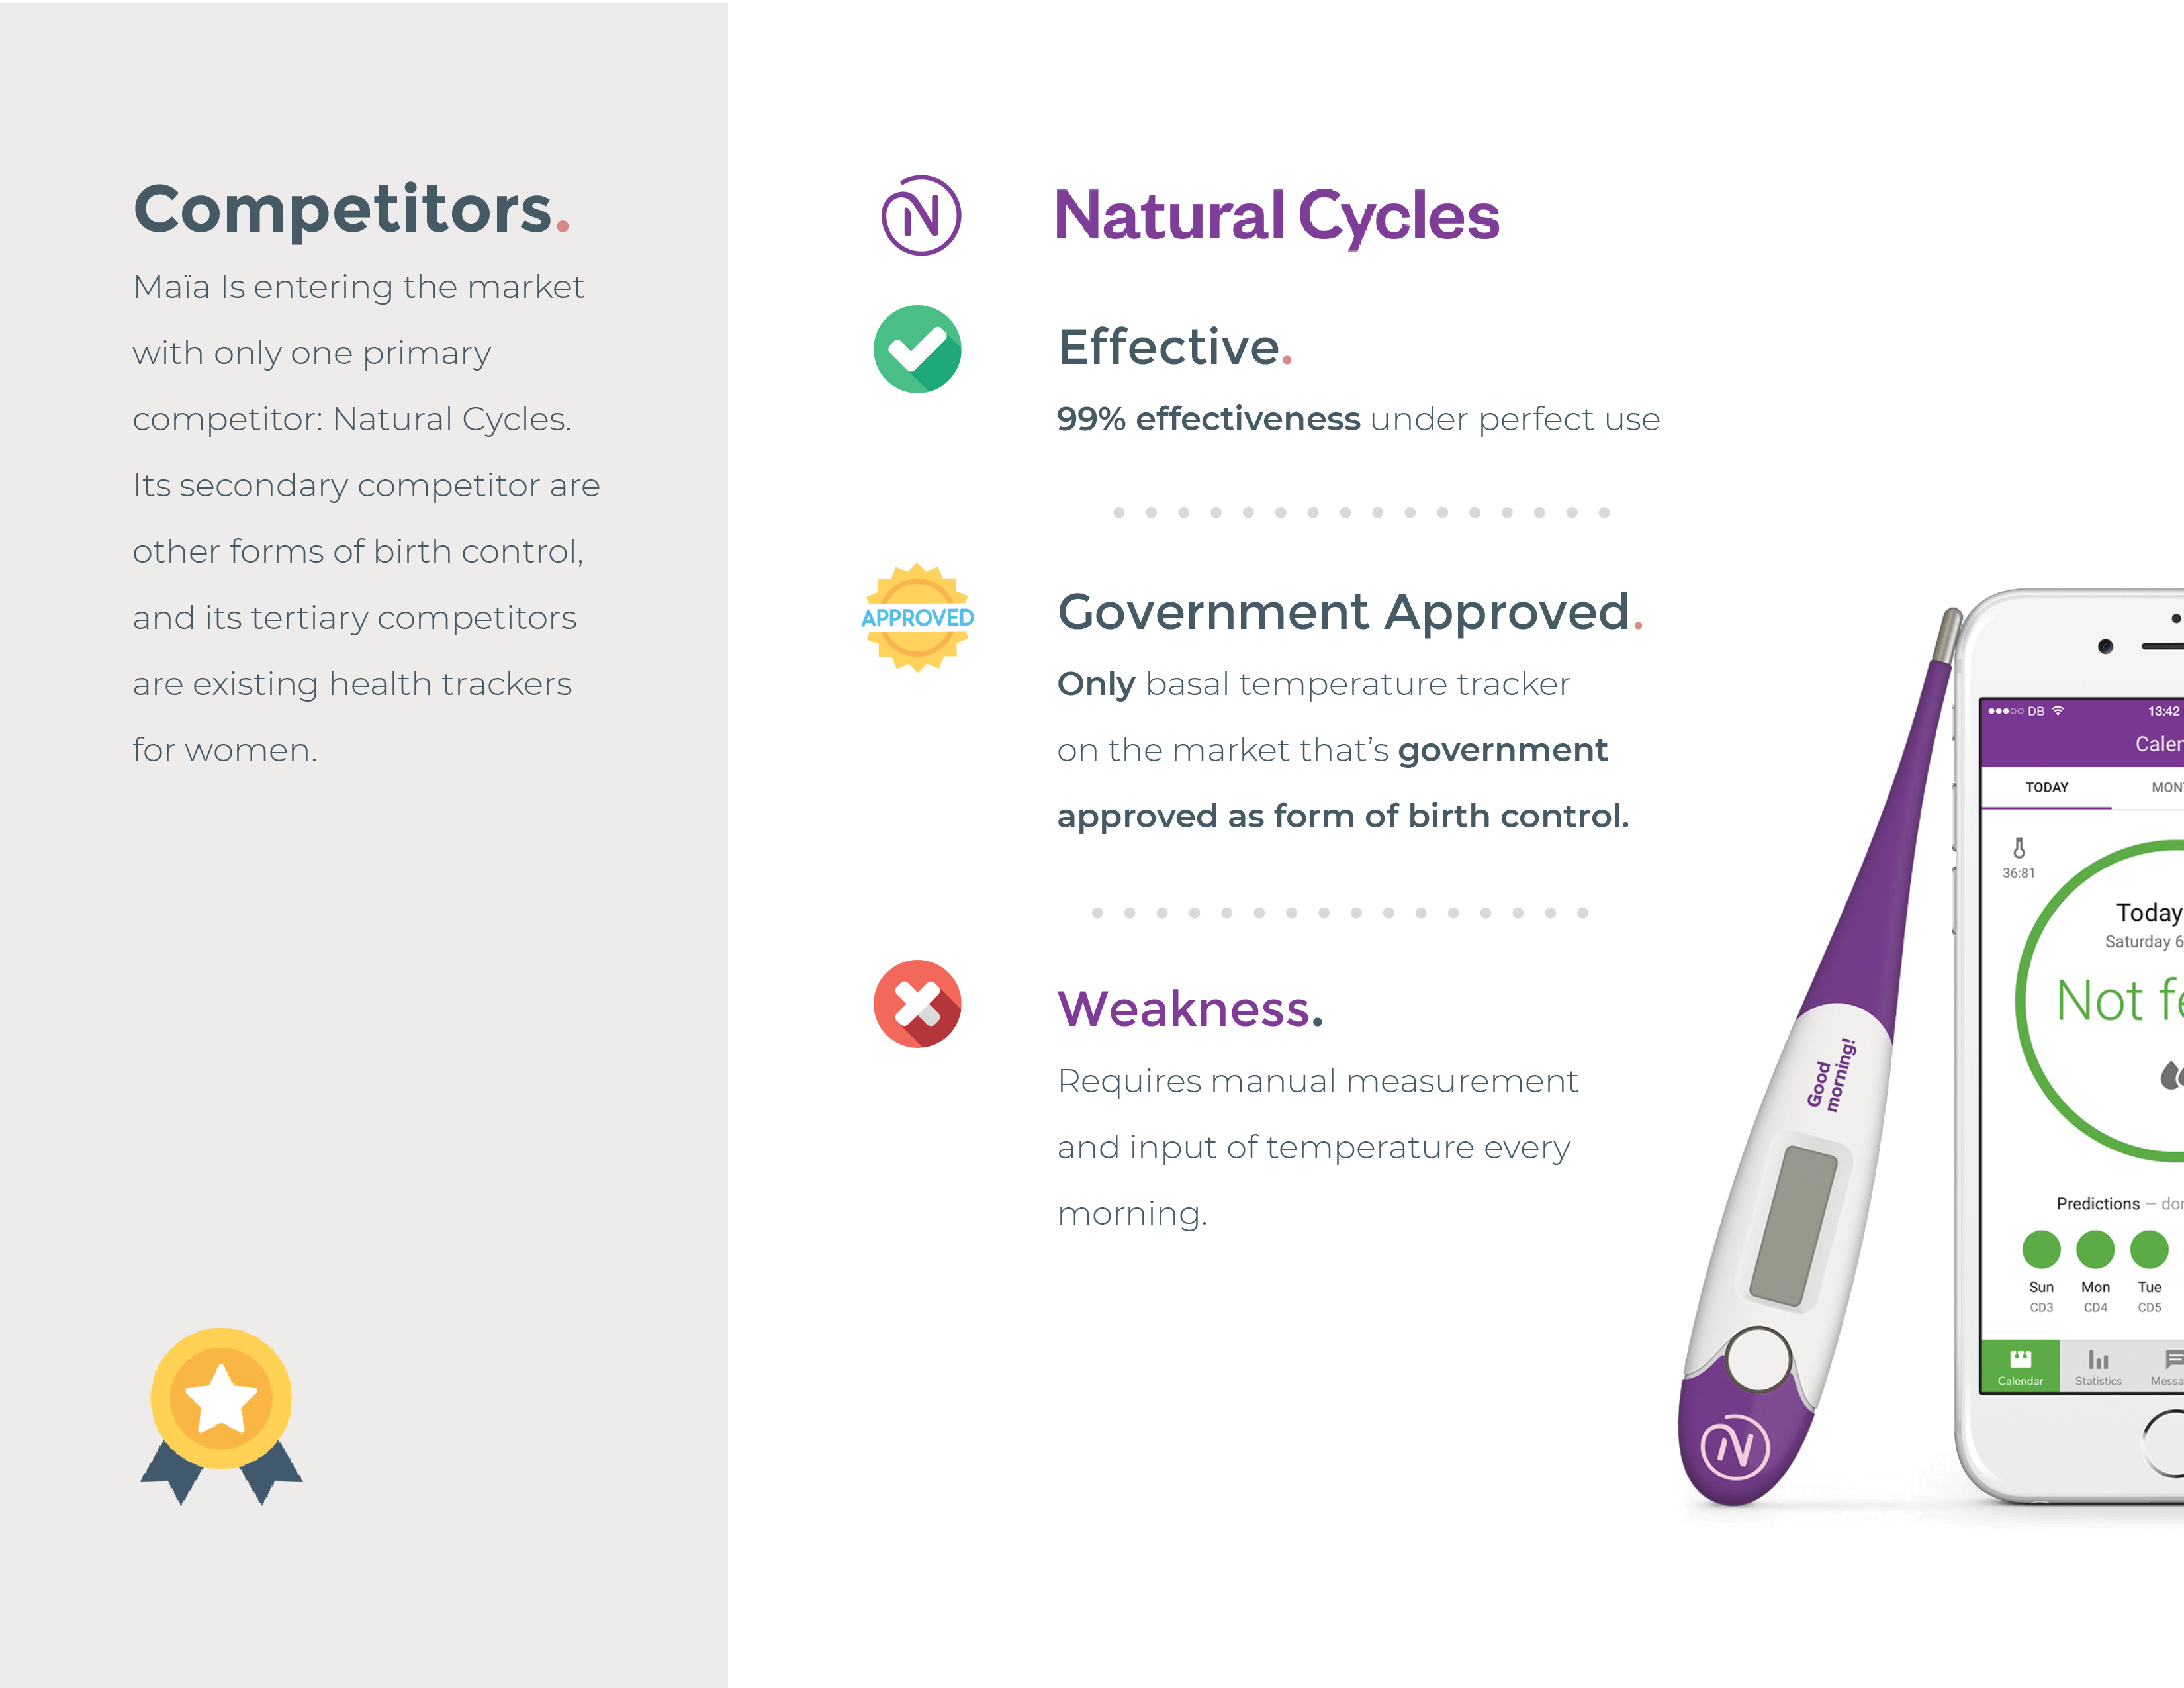 Competitors.
Maïa Is entering the market
with only one primary
competitor: Natural Cycles.
Its secondary competitor are
other forms of birth control,
and its tertiary competitors
are existing health trackers
for women.
Natural Cycles
Effective.
99% effectiveness under perfect use
APPROVED
Government Approved.
Only basal temperature tracker
on the market that's government
approved as form of birth control.
Weakness.
Requires manual measurement
and input of temperature every
morning.
Good
morning!
DB 13:42
Calen
TODAY MON
36:81
Today
Saturday 6
Not fe
Predictions — don
Sun Mon Tue
CD3 CD4 CD5
Calendar Statistics Messa